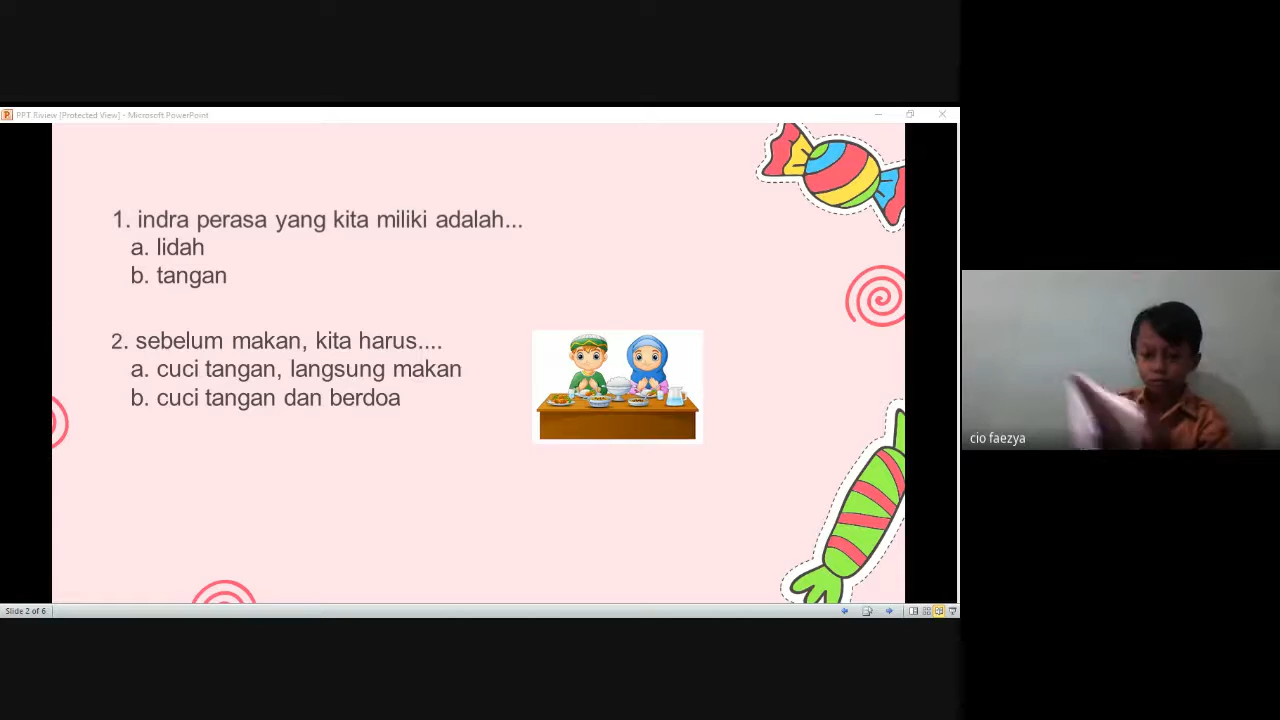 PPT Riview [Protected View] - Microsoft PowerPoint
1. indra perasa yang kita miliki adalah...
a. lidah
b. tangan
2. sebelum makan, kita harus....
a. cuci tangan, langsung makan
b. cuci tangan dan berdoa
cio faezya
Slide 2 of 6